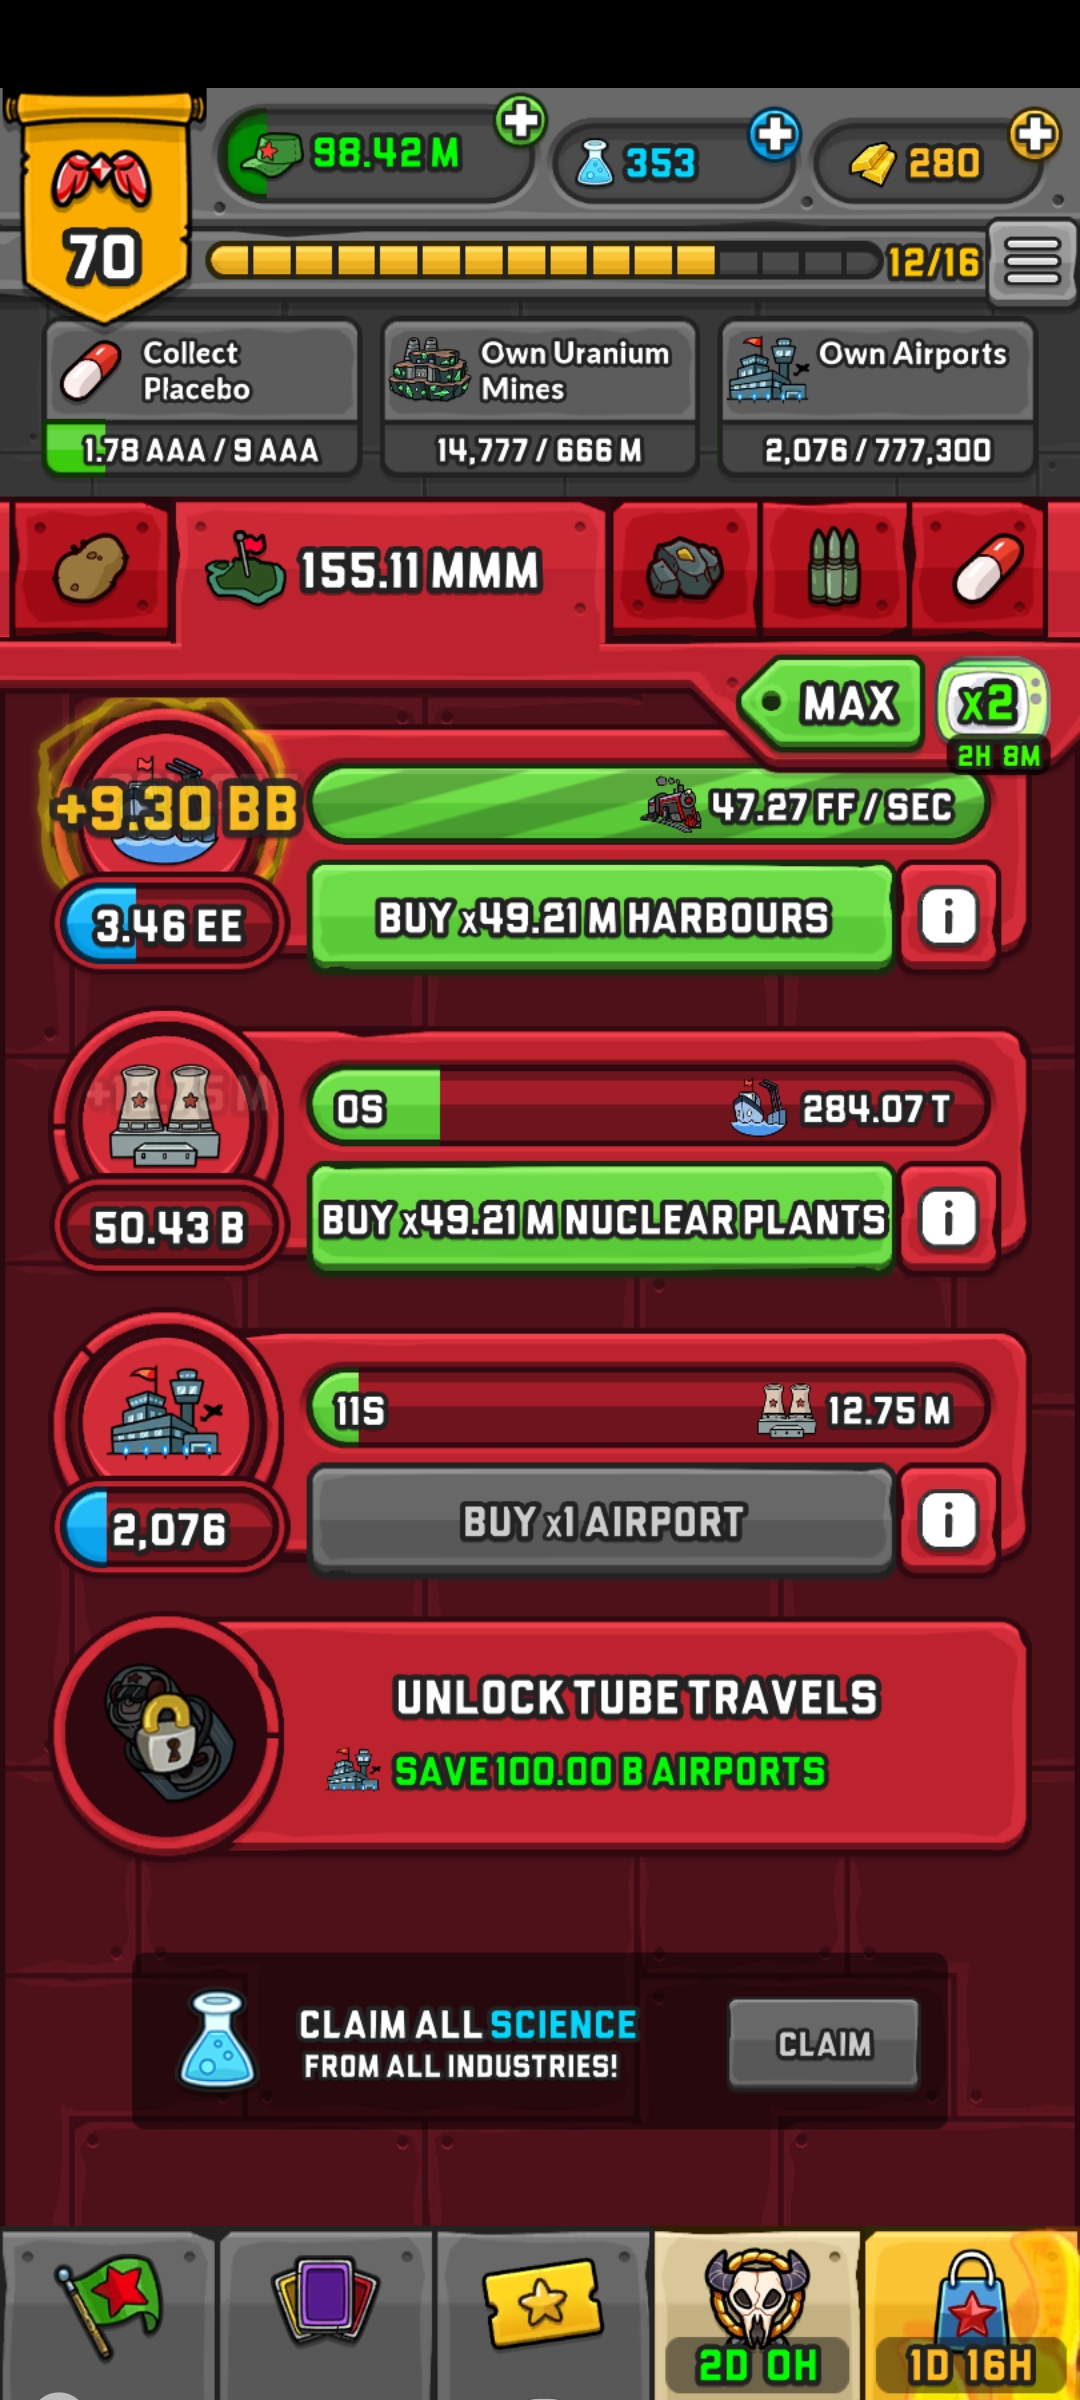 70
98.42 M
353
280
12/16
Collect
Placebo
1.78 AAA / 9 AAA
Own Uranium
Mines
14,777 / 666 M
Own Airports
2,076 / 777,300
155.11 MMM
MAX
x2
2H 8M
+9.30 BB
47.27 FF / SEC
3.46 EE
BUY x49.21 M HARBOURS
i
0S
284.07 T
50.43 B
BUY x49.21 M NUCLEAR PLANTS
i
11S
12.75 M
2,076
BUY x1 AIRPORT
i
UNLOCK TUBE TRAVELS
SAVE 100.00 B AIRPORTS
CLAIM ALL SCIENCE
FROM ALL INDUSTRIES!
CLAIM
2D 0H
1D 16H